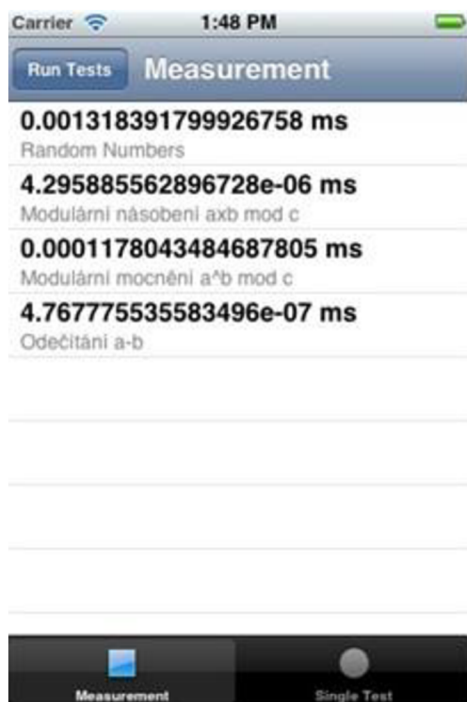 Carrier 1:48 PM
Run Tests Measurement
0.001318391799926758 ms
Random Numbers
4.295885562896728e-06 ms
Modulární násobení axb mod c
0.0001178043484687805 ms
Modulární mocnění a^b mod c
4.767775535583496e-07 ms
Odečítání a-b
Measurement Single Test